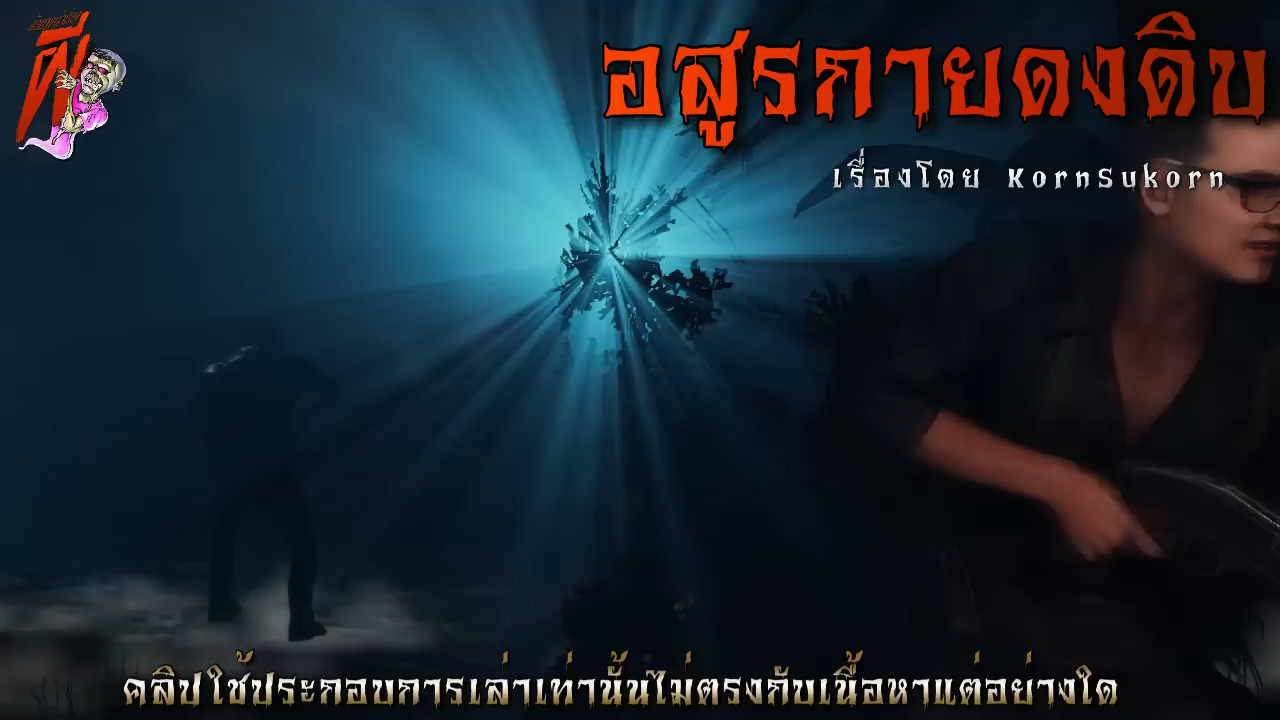 ผี
อสูรกายดงดิบ
เรื่องโดย KornSukorn
คลิปใช้ประกอบการเล่าเท่านั้นไม่ตรงกับเนื้อหาแต่อย่างใด